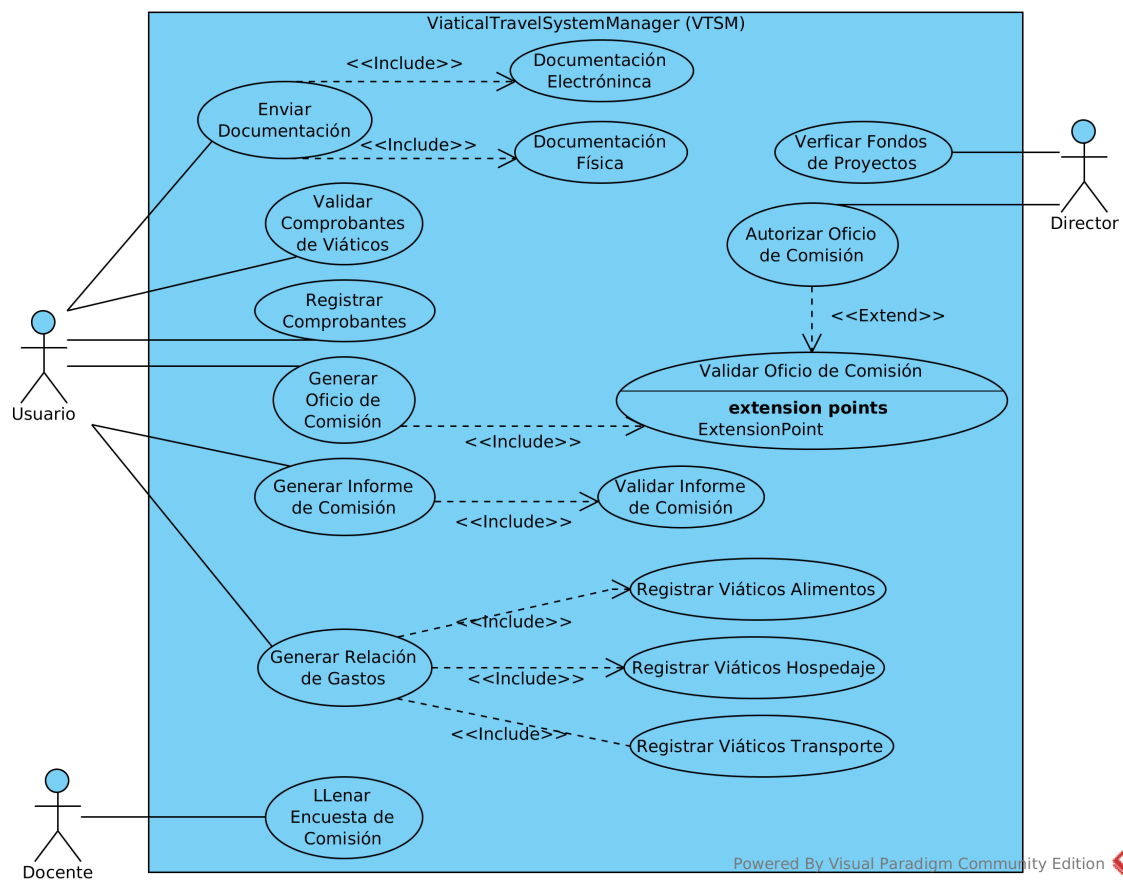 ViaticalTravelSystemManager (VTSM)
<<Include>>
Documentación
Electróninca
Enviar
Documentación
<<Include>>
Documentación
Física
Verficar Fondos
de Proyectos
Director
Validar
Comprobantes
de Viáticos
Autorizar Oficio
de Comisión
Registrar
Comprobantes
<<Extend>>
Usuario
Generar
Oficio de
Comisión
<<Include>>
Validar Oficio de Comisión
extension points
ExtensionPoint
Generar Informe
de Comisión
<<Include>>
Validar Informe
de Comisión
Registrar Viáticos Alimentos
<<Include>>
Generar Relación
de Gastos
<<Include>>
Registrar Viáticos Hospedaje
<<Include>>
Registrar Viáticos Transporte
LLenar
Encuesta de
Comisión
Docente
Powered By Visual Paradigm Community Edition